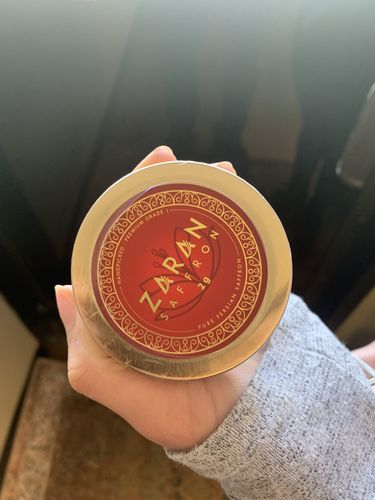 ZARAN
SAFFRON
2g
HANDPICKED PREMIUM GRADE 1
PURE PERSIAN SAFFRON